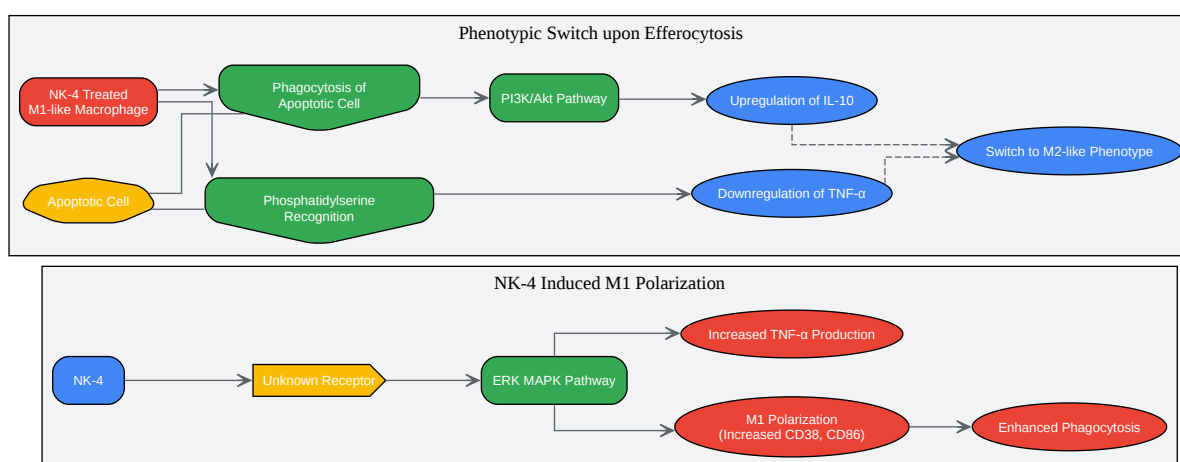 Phenotypic Switch upon Efferocytosis
NK-4 Treated
M1-like Macrophage
Phagocytosis of
Apoptotic Cell
PI3K/Akt Pathway
Upregulation of IL-10
Switch to M2-like Phenotype
Apoptotic Cell
Phosphatidylserine
Recognition
Downregulation of TNF-α
NK-4 Induced M1 Polarization
Increased TNF-α Production
NK-4
Unknown Receptor
ERK MAPK Pathway
M1 Polarization
(Increased CD38, CD86)
Enhanced Phagocytosis